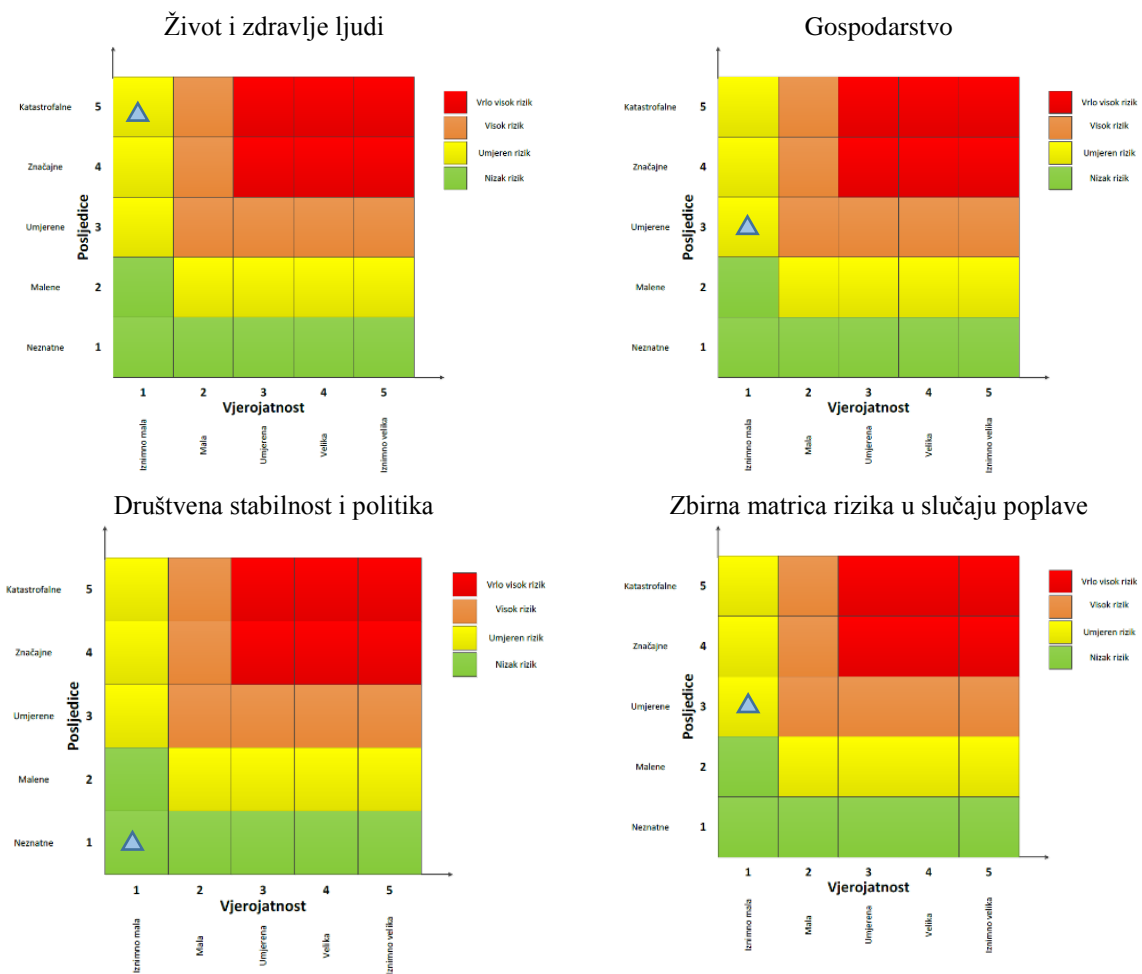 Život i zdravlje ljudi
Katastrofalne 5
Značajne 4
Umjerene 3
Malene 2
Neznatne 1
Posljedice
1 2 3 4 5
Vjerojatnost
Iznimno mala
Mala
Umjerena
Velika
Iznimno velika
Vrlo visok rizik
Visok rizik
Umjeren rizik
Nizak rizik
Gospodarstvo
Katastrofalne 5
Značajne 4
Umjerene 3
Malene 2
Neznatne 1
Posljedice
1 2 3 4 5
Vjerojatnost
Iznimno mala
Mala
Umjerena
Velika
Iznimno velika
Vrlo visok rizik
Visok rizik
Umjeren rizik
Nizak rizik
Društvena stabilnost i politika
Katastrofalne 5
Značajne 4
Umjerene 3
Malene 2
Neznatne 1
Posljedice
1 2 3 4 5
Vjerojatnost
Iznimno mala
Mala
Umjerena
Velika
Iznimno velika
Vrlo visok rizik
Visok rizik
Umjeren rizik
Nizak rizik
Zbirna matrica rizika u slučaju poplave
Katastrofalne 5
Značajne 4
Umjerene 3
Malene 2
Neznatne 1
Posljedice
1 2 3 4 5
Vjerojatnost
Iznimno mala
Mala
Umjerena
Velika
Iznimno velika
Vrlo visok rizik
Visok rizik
Umjeren rizik
Nizak rizik